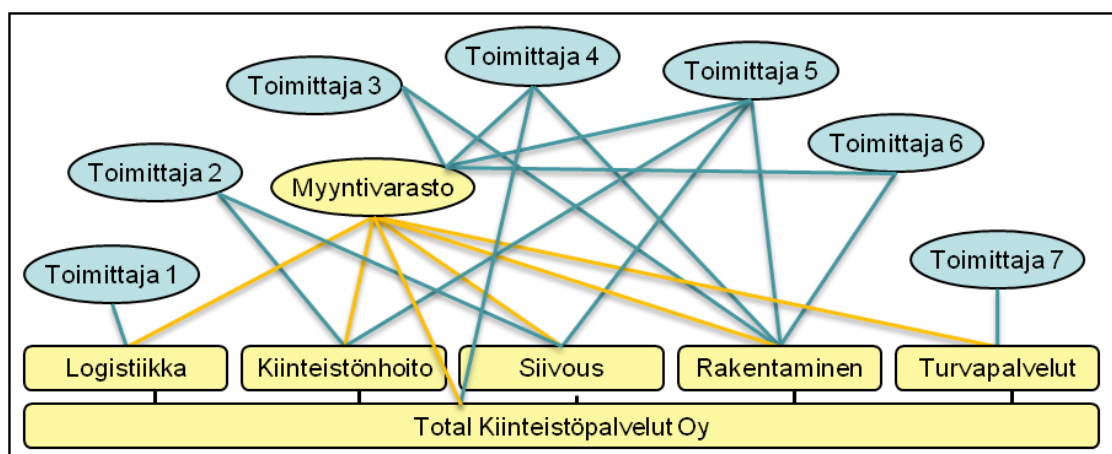 Toimittaja 4
Toimittaja 5
Toimittaja 3
Toimittaja 6
Toimittaja 2
Myyntivarasto
Toimittaja 1
Toimittaja 7
Logistiikka
Kiinteistönhoito
Siivous
Rakentaminen
Turvapalvelut
Total Kiinteistöpalvelut Oy